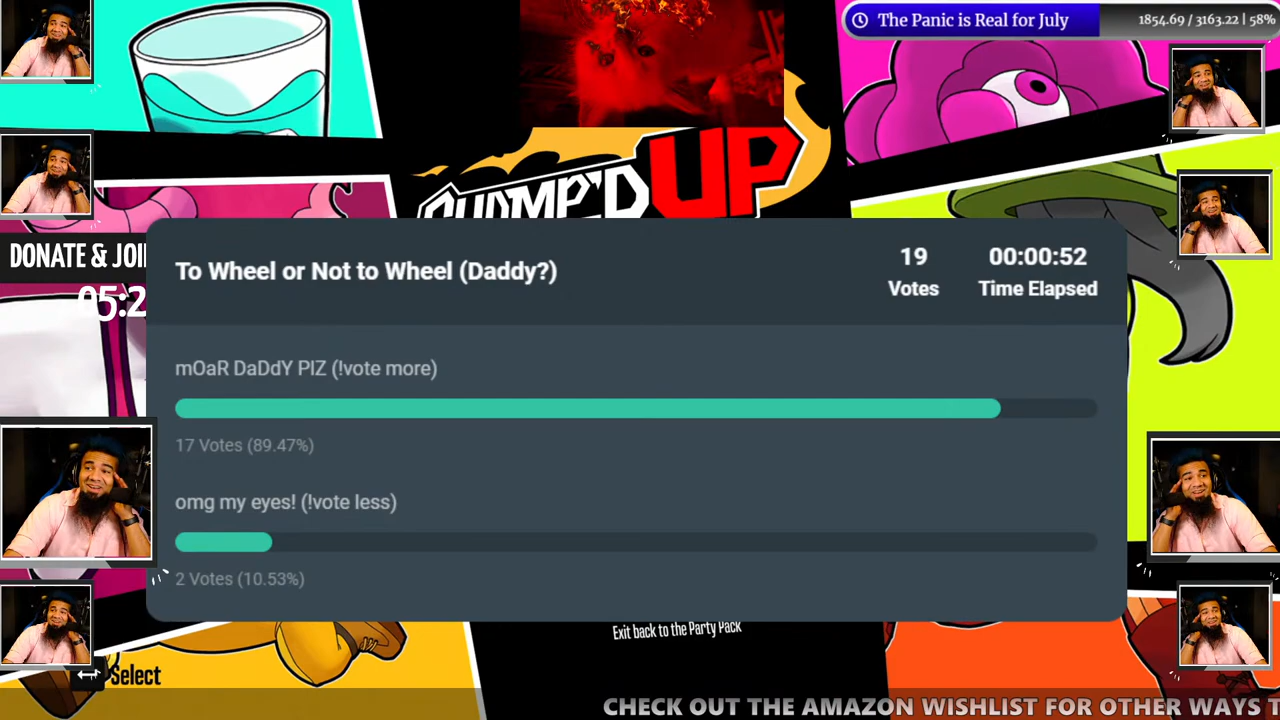 The Panic is Real for July
1854.69 / 3163.22 | 58%
UP
DONATE & JOI
05:2
To Wheel or Not to Wheel (Daddy?)
19
Votes
00:00:52
Time Elapsed
mOaR DaDdY PlZ (!vote more)
17 Votes (89.47%)
omg my eyes! (!vote less)
2 Votes (10.53%)
Exit back to the Party Pack
Select
CHECK OUT THE AMAZON WISHLIST FOR OTHER WAYS T